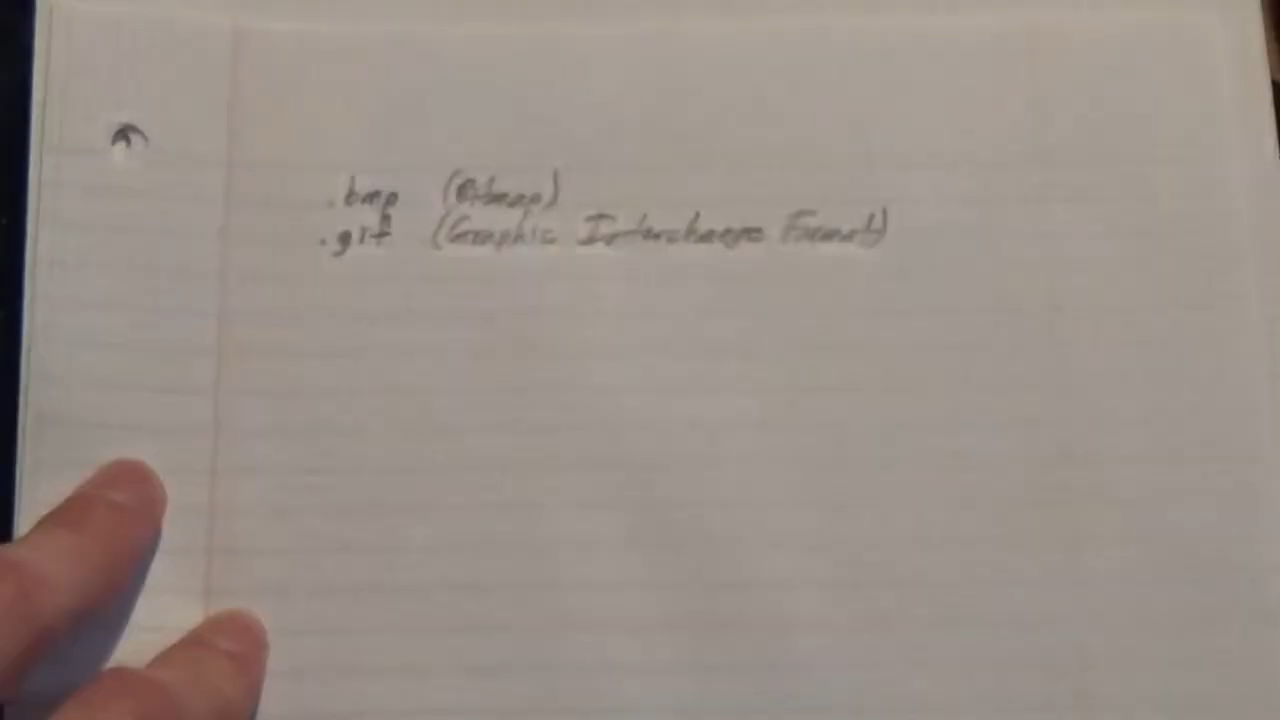 .bmp (Bitmap)
.gif (Graphic Interchange Format)